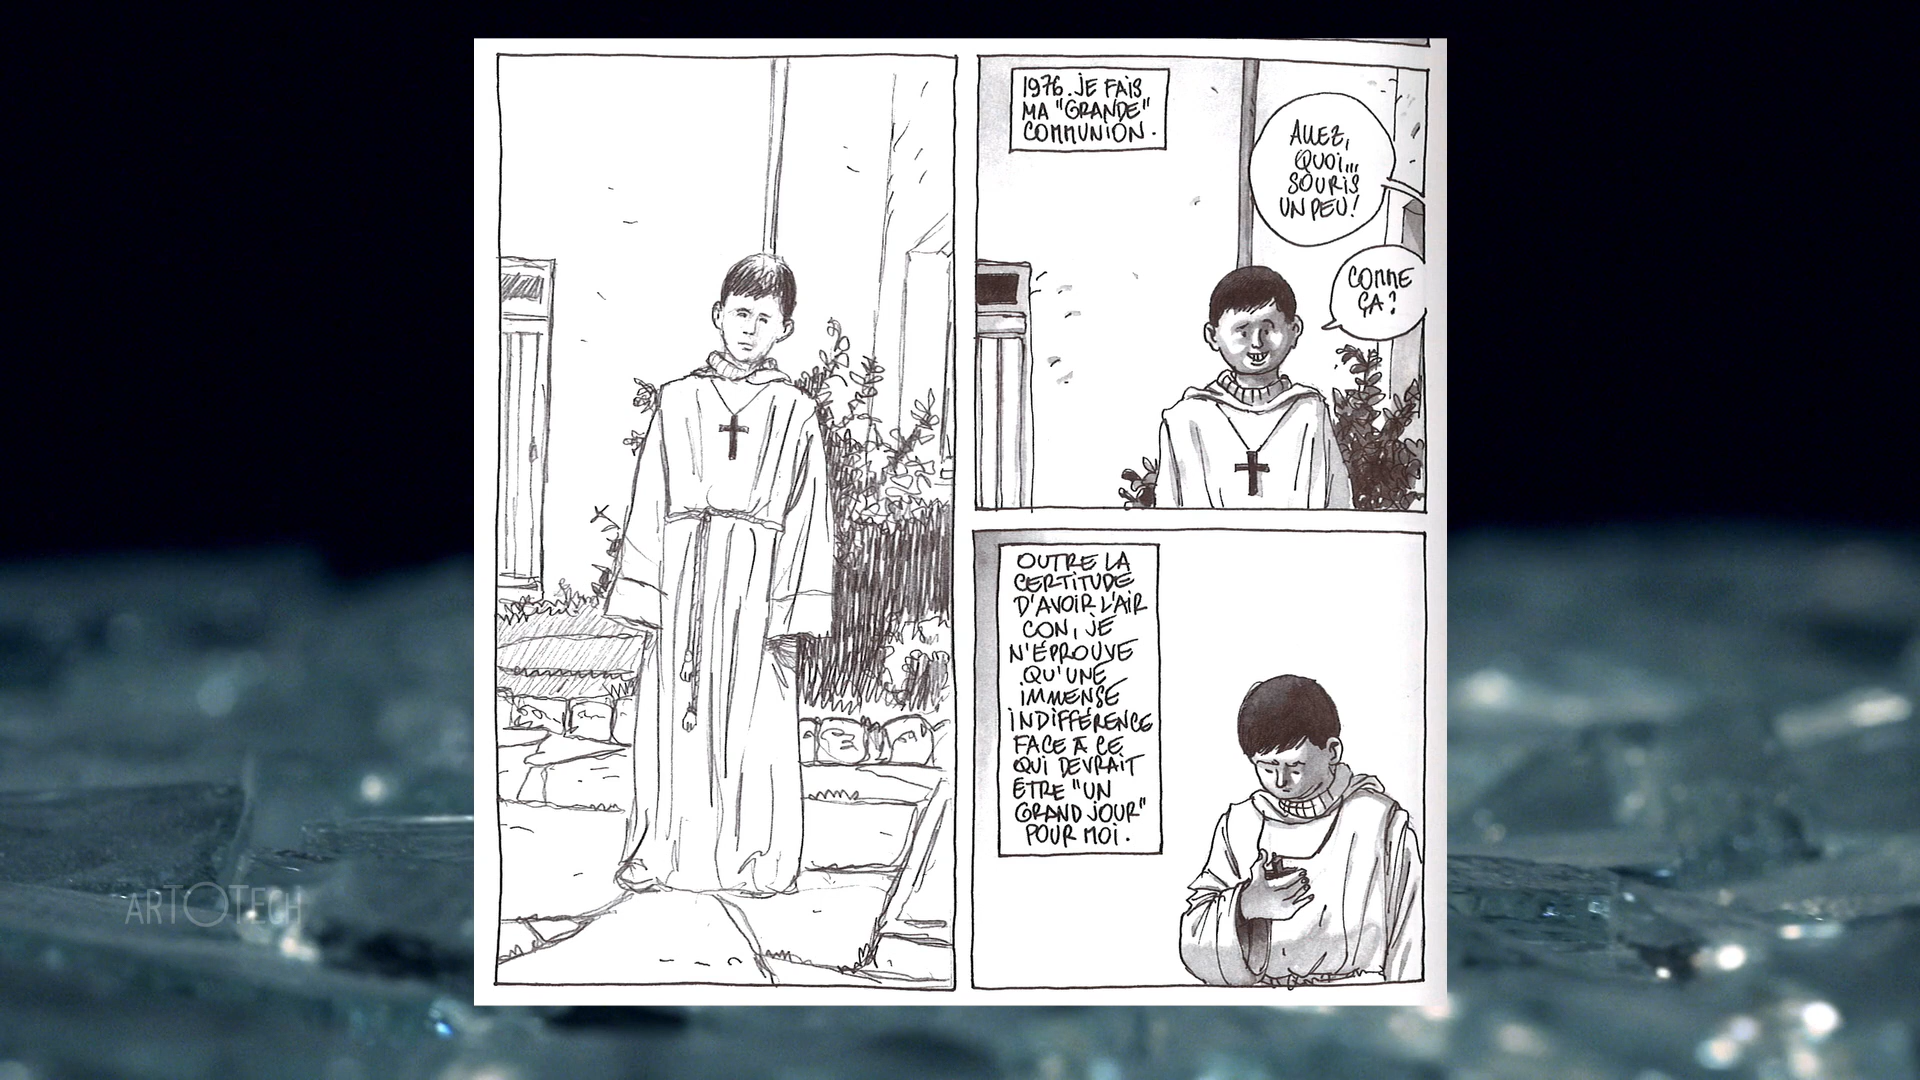 1976. JE FAIS
MA "GRANDE"
COMMUNION.
ALLEZ,
QUOI...
SOURIS
UN PEU!
COMME
ÇA?
OUTRE LA
CERTITUDE
D'AVOIR L'AIR
CON, JE
N'ÉPROUVE
QU'UNE
IMMENSE
INDIFFÉRENCE
FACE À CE
QUI DEVRAIT
ETRE "UN
GRAND JOUR"
POUR MOI.
ARTOTECH